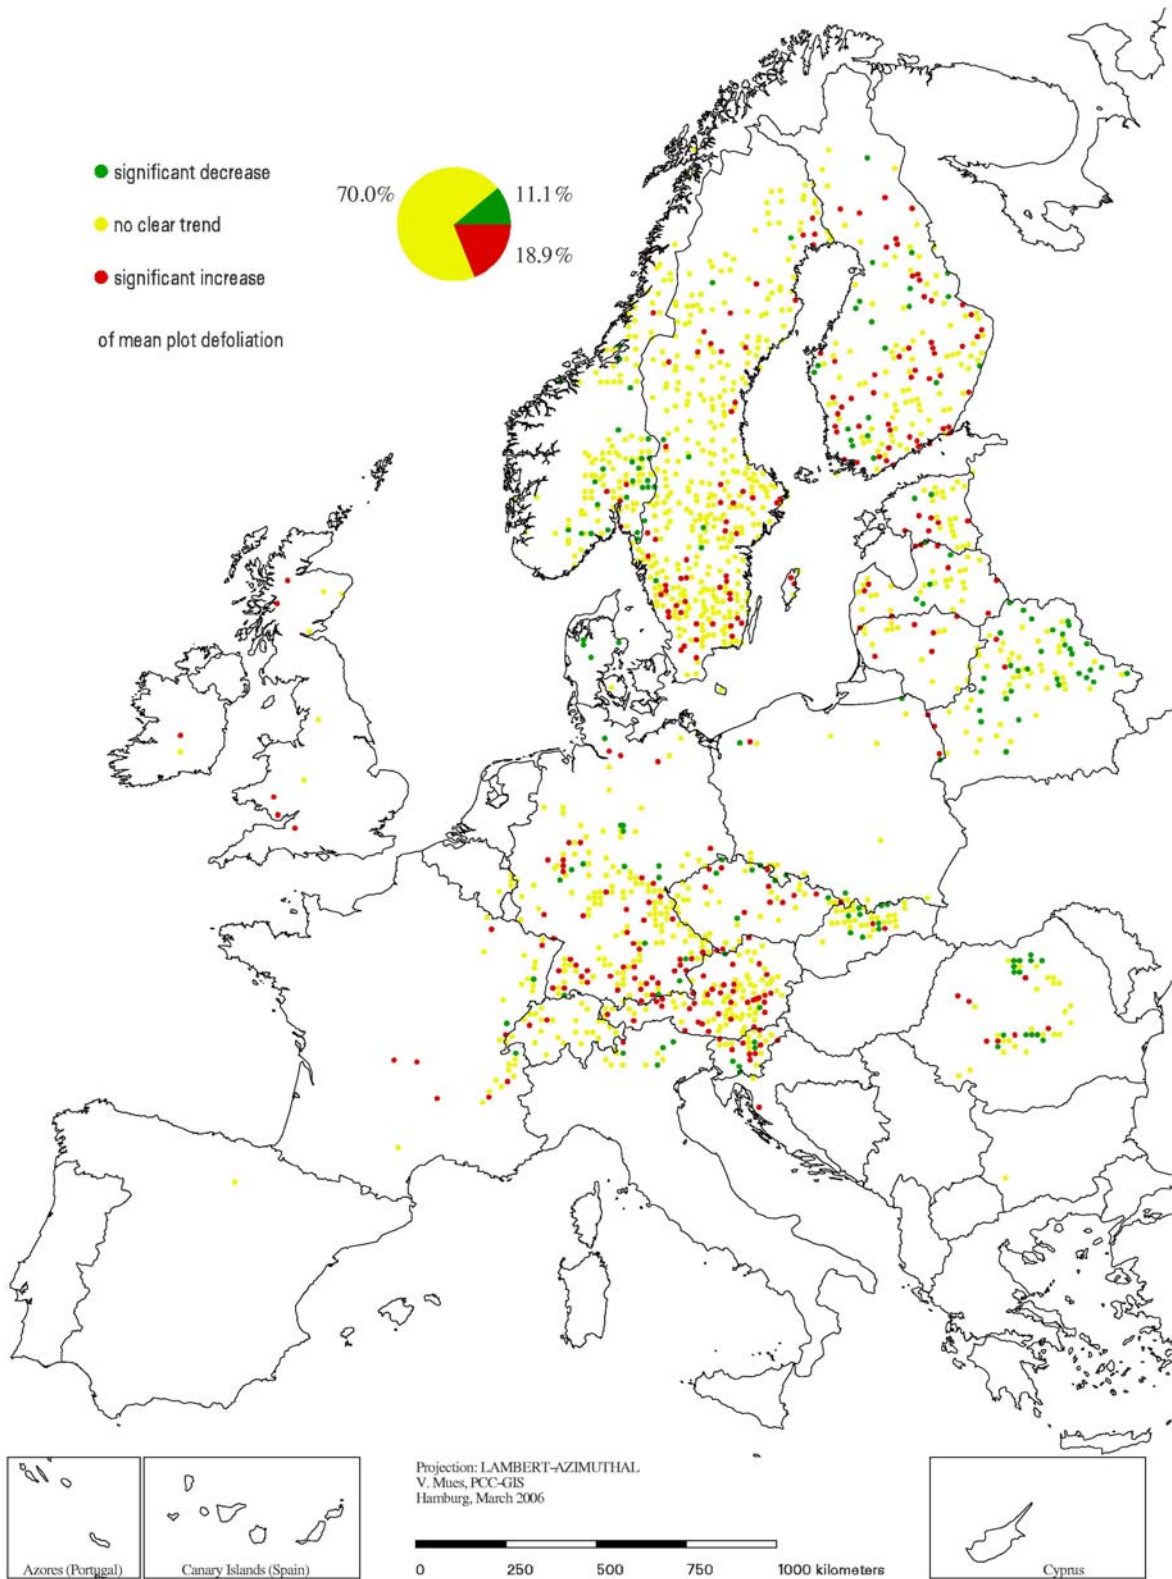 significant decrease
70.0%
11.1%
no clear trend
18.9%
significant increase
of mean plot defoliation
Projection: LAMBERT-AZIMUTHAL
V. Mues, PCC-GIS
Hamburg, March 2006
Azores (Portugal)
Canary Islands (Spain)
0 250 500 750 1000 kilometers
Cyprus